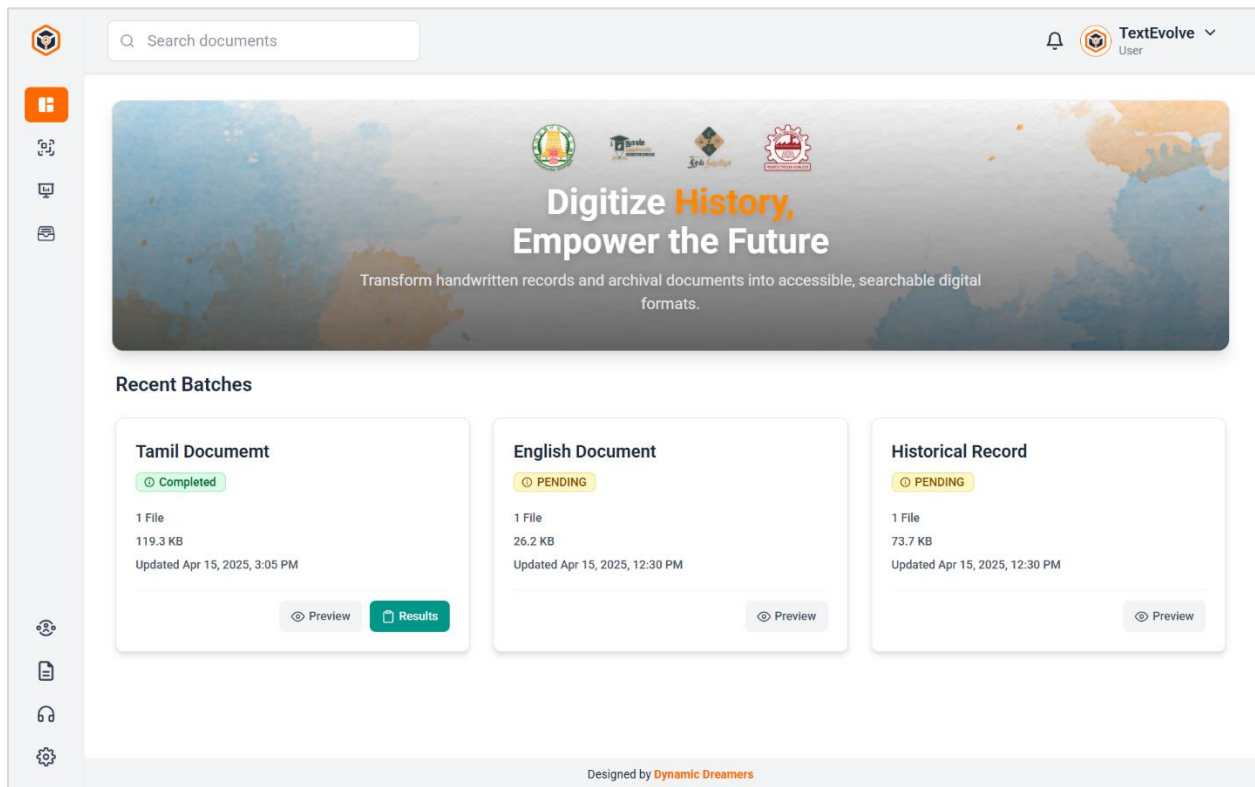 Search documents
TextEvolve
User
Digitize History,
Empower the Future
Transform handwritten records and archival documents into accessible, searchable digital
formats.
Recent Batches
Tamil Documemt
Completed
1 File
119.3 KB
Updated Apr 15, 2025, 3:05 PM
Preview
Results
English Document
PENDING
1 File
26.2 KB
Updated Apr 15, 2025, 12:30 PM
Preview
Historical Record
PENDING
1 File
73.7 KB
Updated Apr 15, 2025, 12:30 PM
Preview
Designed by Dynamic Dreamers